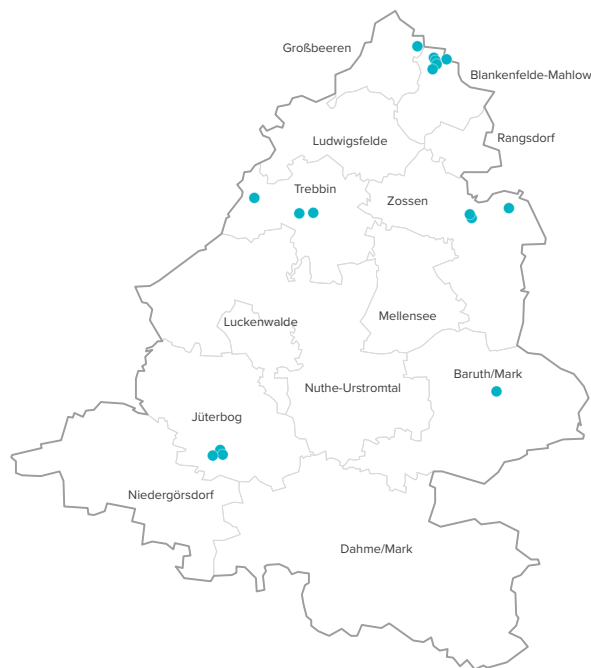 Großbeeren
Blankenfelde-Mahlow
Rangsdorf
Ludwigsfelde
Trebbin
Zossen
Mellensee
Luckenwalde
Baruth/Mark
Nuthe-Urstromtal
Jüterbog
Niedergörsdorf
Dahme/Mark